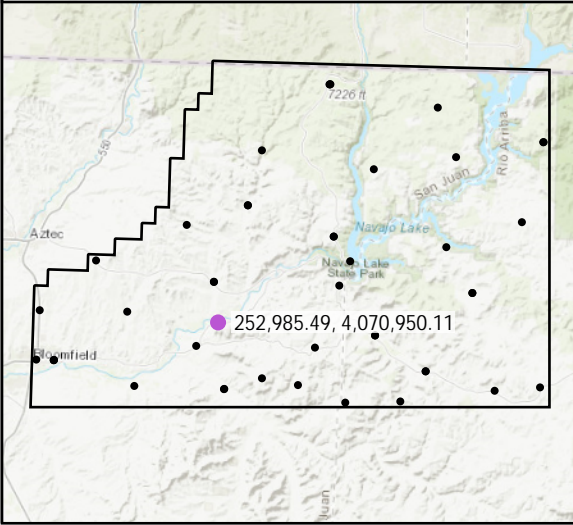 7226 ft
550
Rio Arriba
San Juan
Navajo Lake
Aztec
Navajo Lake
State Park
252,985.49, 4,070,950.11
Bloomfield
Juan